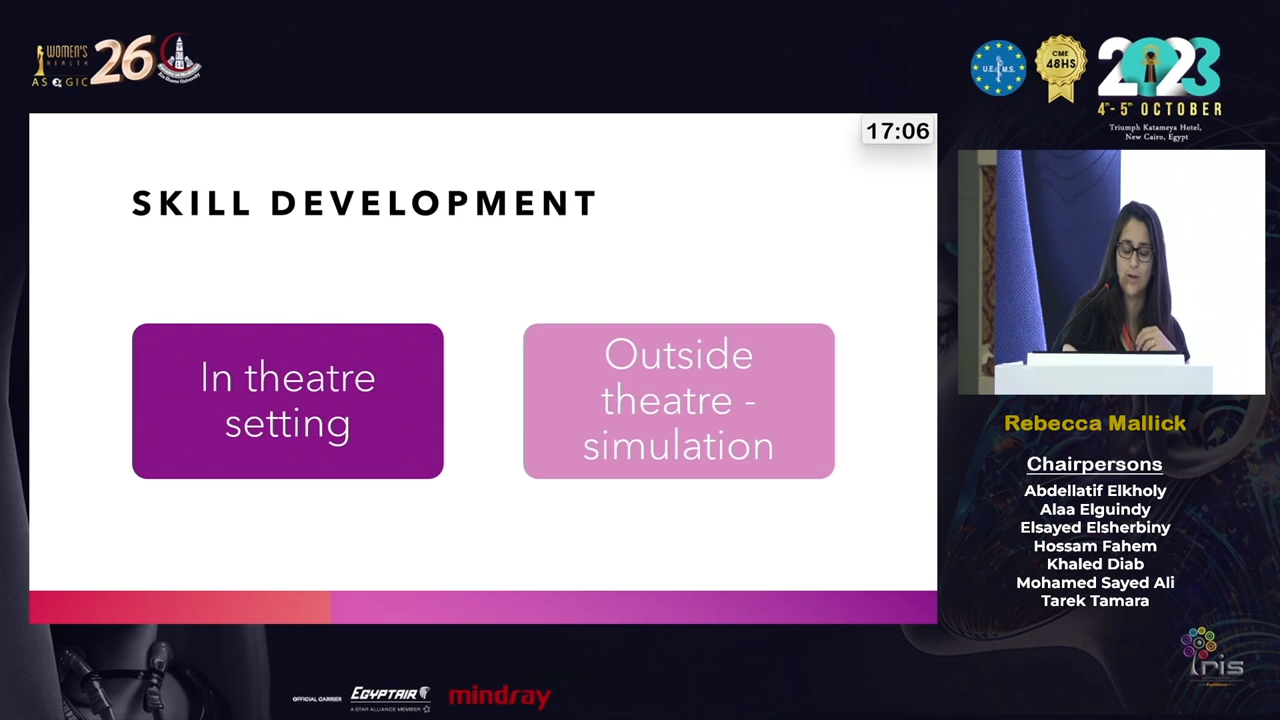 WOMEN'S
HEALTH
ASOGIC
26
U.E.M.S.
CME
48HS
2023
4th- 5th OCTOBER
Triumph Katameya Hotel,
New Cairo, Egypt
17:06
SKILL DEVELOPMENT
In theatre
setting
Outside
theatre -
simulation
Rebecca Mallick
Chairpersons
Abdellatif Elkholy
Alaa Elguindy
Elsayed Elsherbiny
Hossam Fahem
Khaled Diab
Mohamed Sayed Ali
Tarek Tamara
OFFICIAL CARRIER
EGYPTAIR
A STAR ALLIANCE MEMBER
mindray
Iris